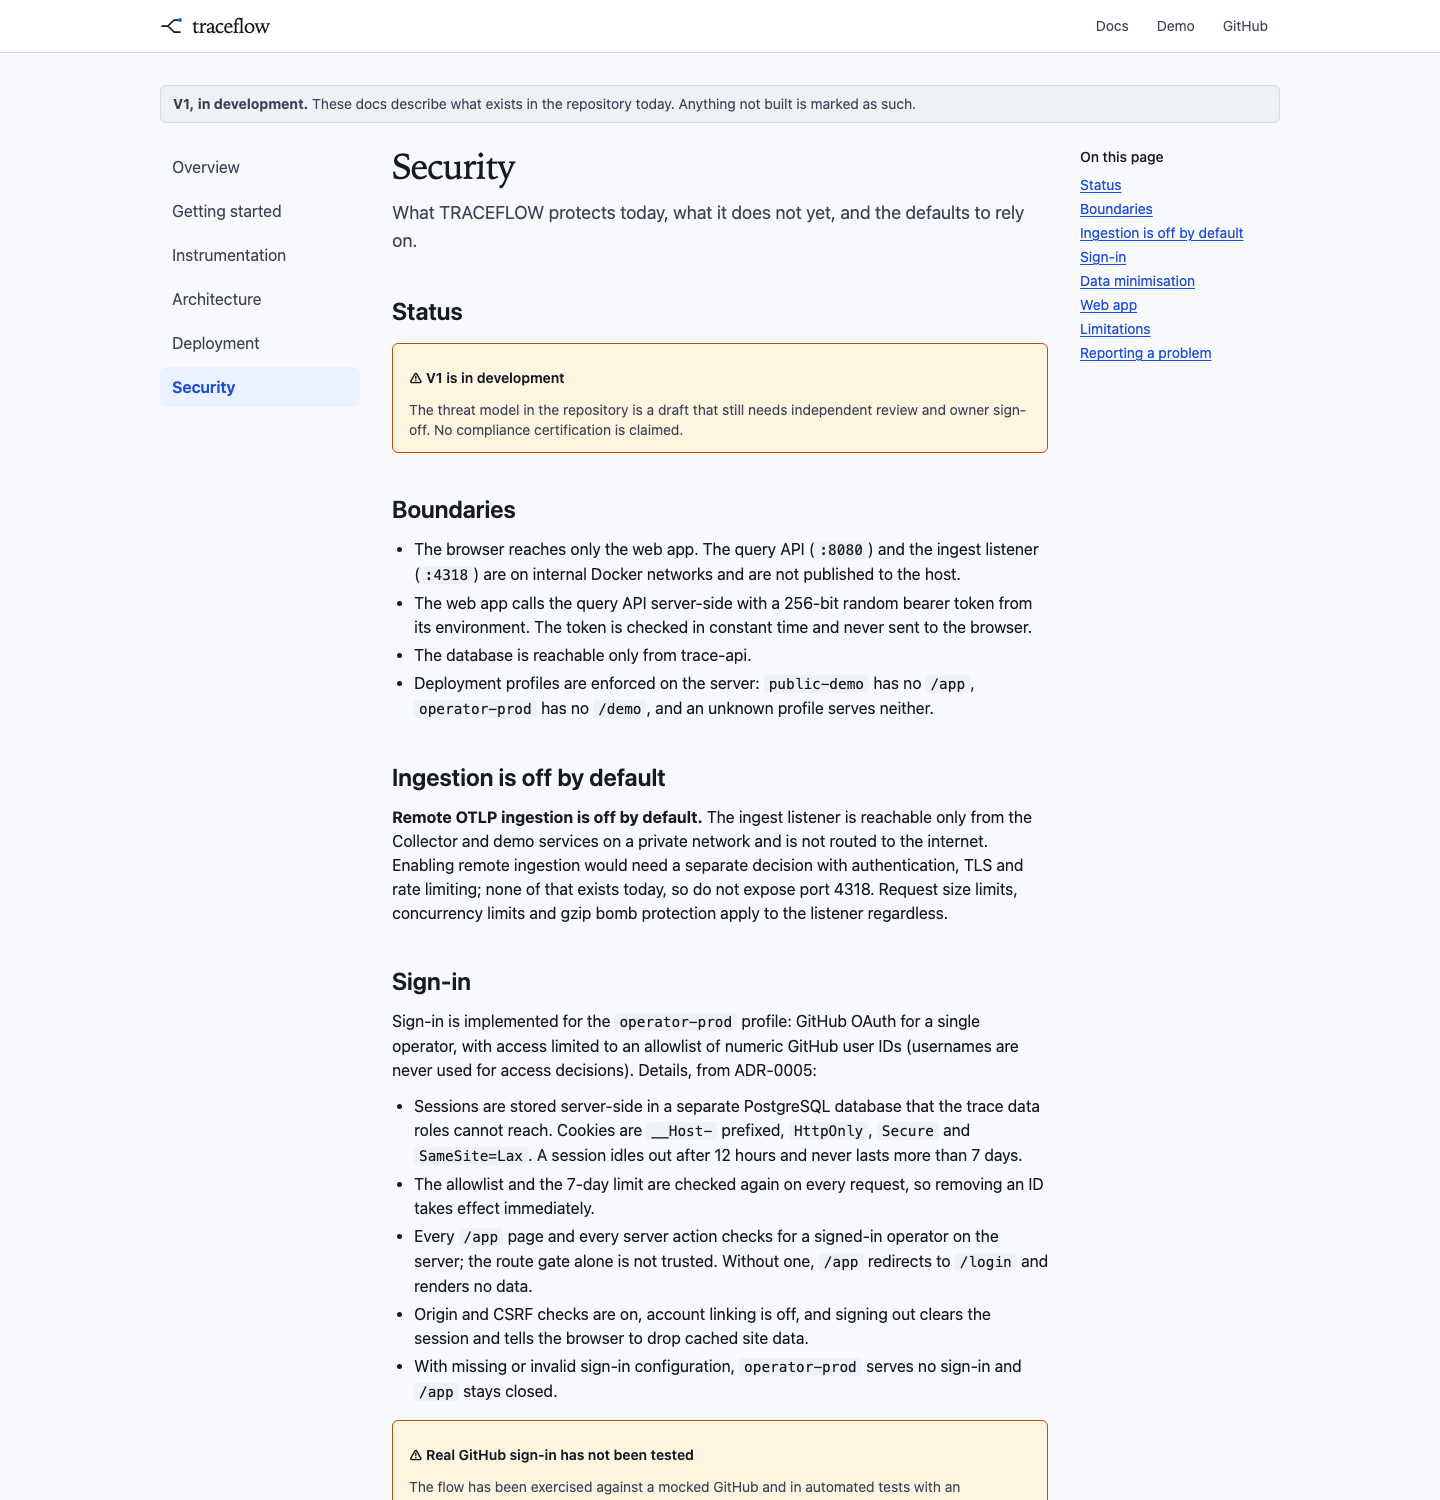 traceflow
Docs
Demo
GitHub
V1, in development. These docs describe what exists in the repository today. Anything not built is marked as such.
Overview
Getting started
Instrumentation
Architecture
Deployment
Security
Security
What TRACEFLOW protects today, what it does not yet, and the defaults to rely
on.
Status
⚠ V1 is in development
The threat model in the repository is a draft that still needs independent review and owner sign-
off. No compliance certification is claimed.
Boundaries
• The browser reaches only the web app. The query API ( :8080 ) and the ingest listener
( :4318 ) are on internal Docker networks and are not published to the host.
• The web app calls the query API server-side with a 256-bit random bearer token from
its environment. The token is checked in constant time and never sent to the browser.
• The database is reachable only from trace-api.
• Deployment profiles are enforced on the server: public-demo has no /app ,
operator-prod has no /demo , and an unknown profile serves neither.
Ingestion is off by default
Remote OTLP ingestion is off by default. The ingest listener is reachable only from the
Collector and demo services on a private network and is not routed to the internet.
Enabling remote ingestion would need a separate decision with authentication, TLS and
rate limiting; none of that exists today, so do not expose port 4318. Request size limits,
concurrency limits and gzip bomb protection apply to the listener regardless.
Sign-in
Sign-in is implemented for the operator-prod profile: GitHub OAuth for a single
operator, with access limited to an allowlist of numeric GitHub user IDs (usernames are
never used for access decisions). Details, from ADR-0005:
• Sessions are stored server-side in a separate PostgreSQL database that the trace data
roles cannot reach. Cookies are __Host- prefixed, HttpOnly , Secure and
SameSite=Lax . A session idles out after 12 hours and never lasts more than 7 days.
• The allowlist and the 7-day limit are checked again on every request, so removing an ID
takes effect immediately.
• Every /app page and every server action checks for a signed-in operator on the
server; the route gate alone is not trusted. Without one, /app redirects to /login and
renders no data.
• Origin and CSRF checks are on, account linking is off, and signing out clears the
session and tells the browser to drop cached site data.
• With missing or invalid sign-in configuration, operator-prod serves no sign-in and
/app stays closed.
⚠ Real GitHub sign-in has not been tested
The flow has been exercised against a mocked GitHub and in automated tests with an
On this page
Status
Boundaries
Ingestion is off by default
Sign-in
Data minimisation
Web app
Limitations
Reporting a problem